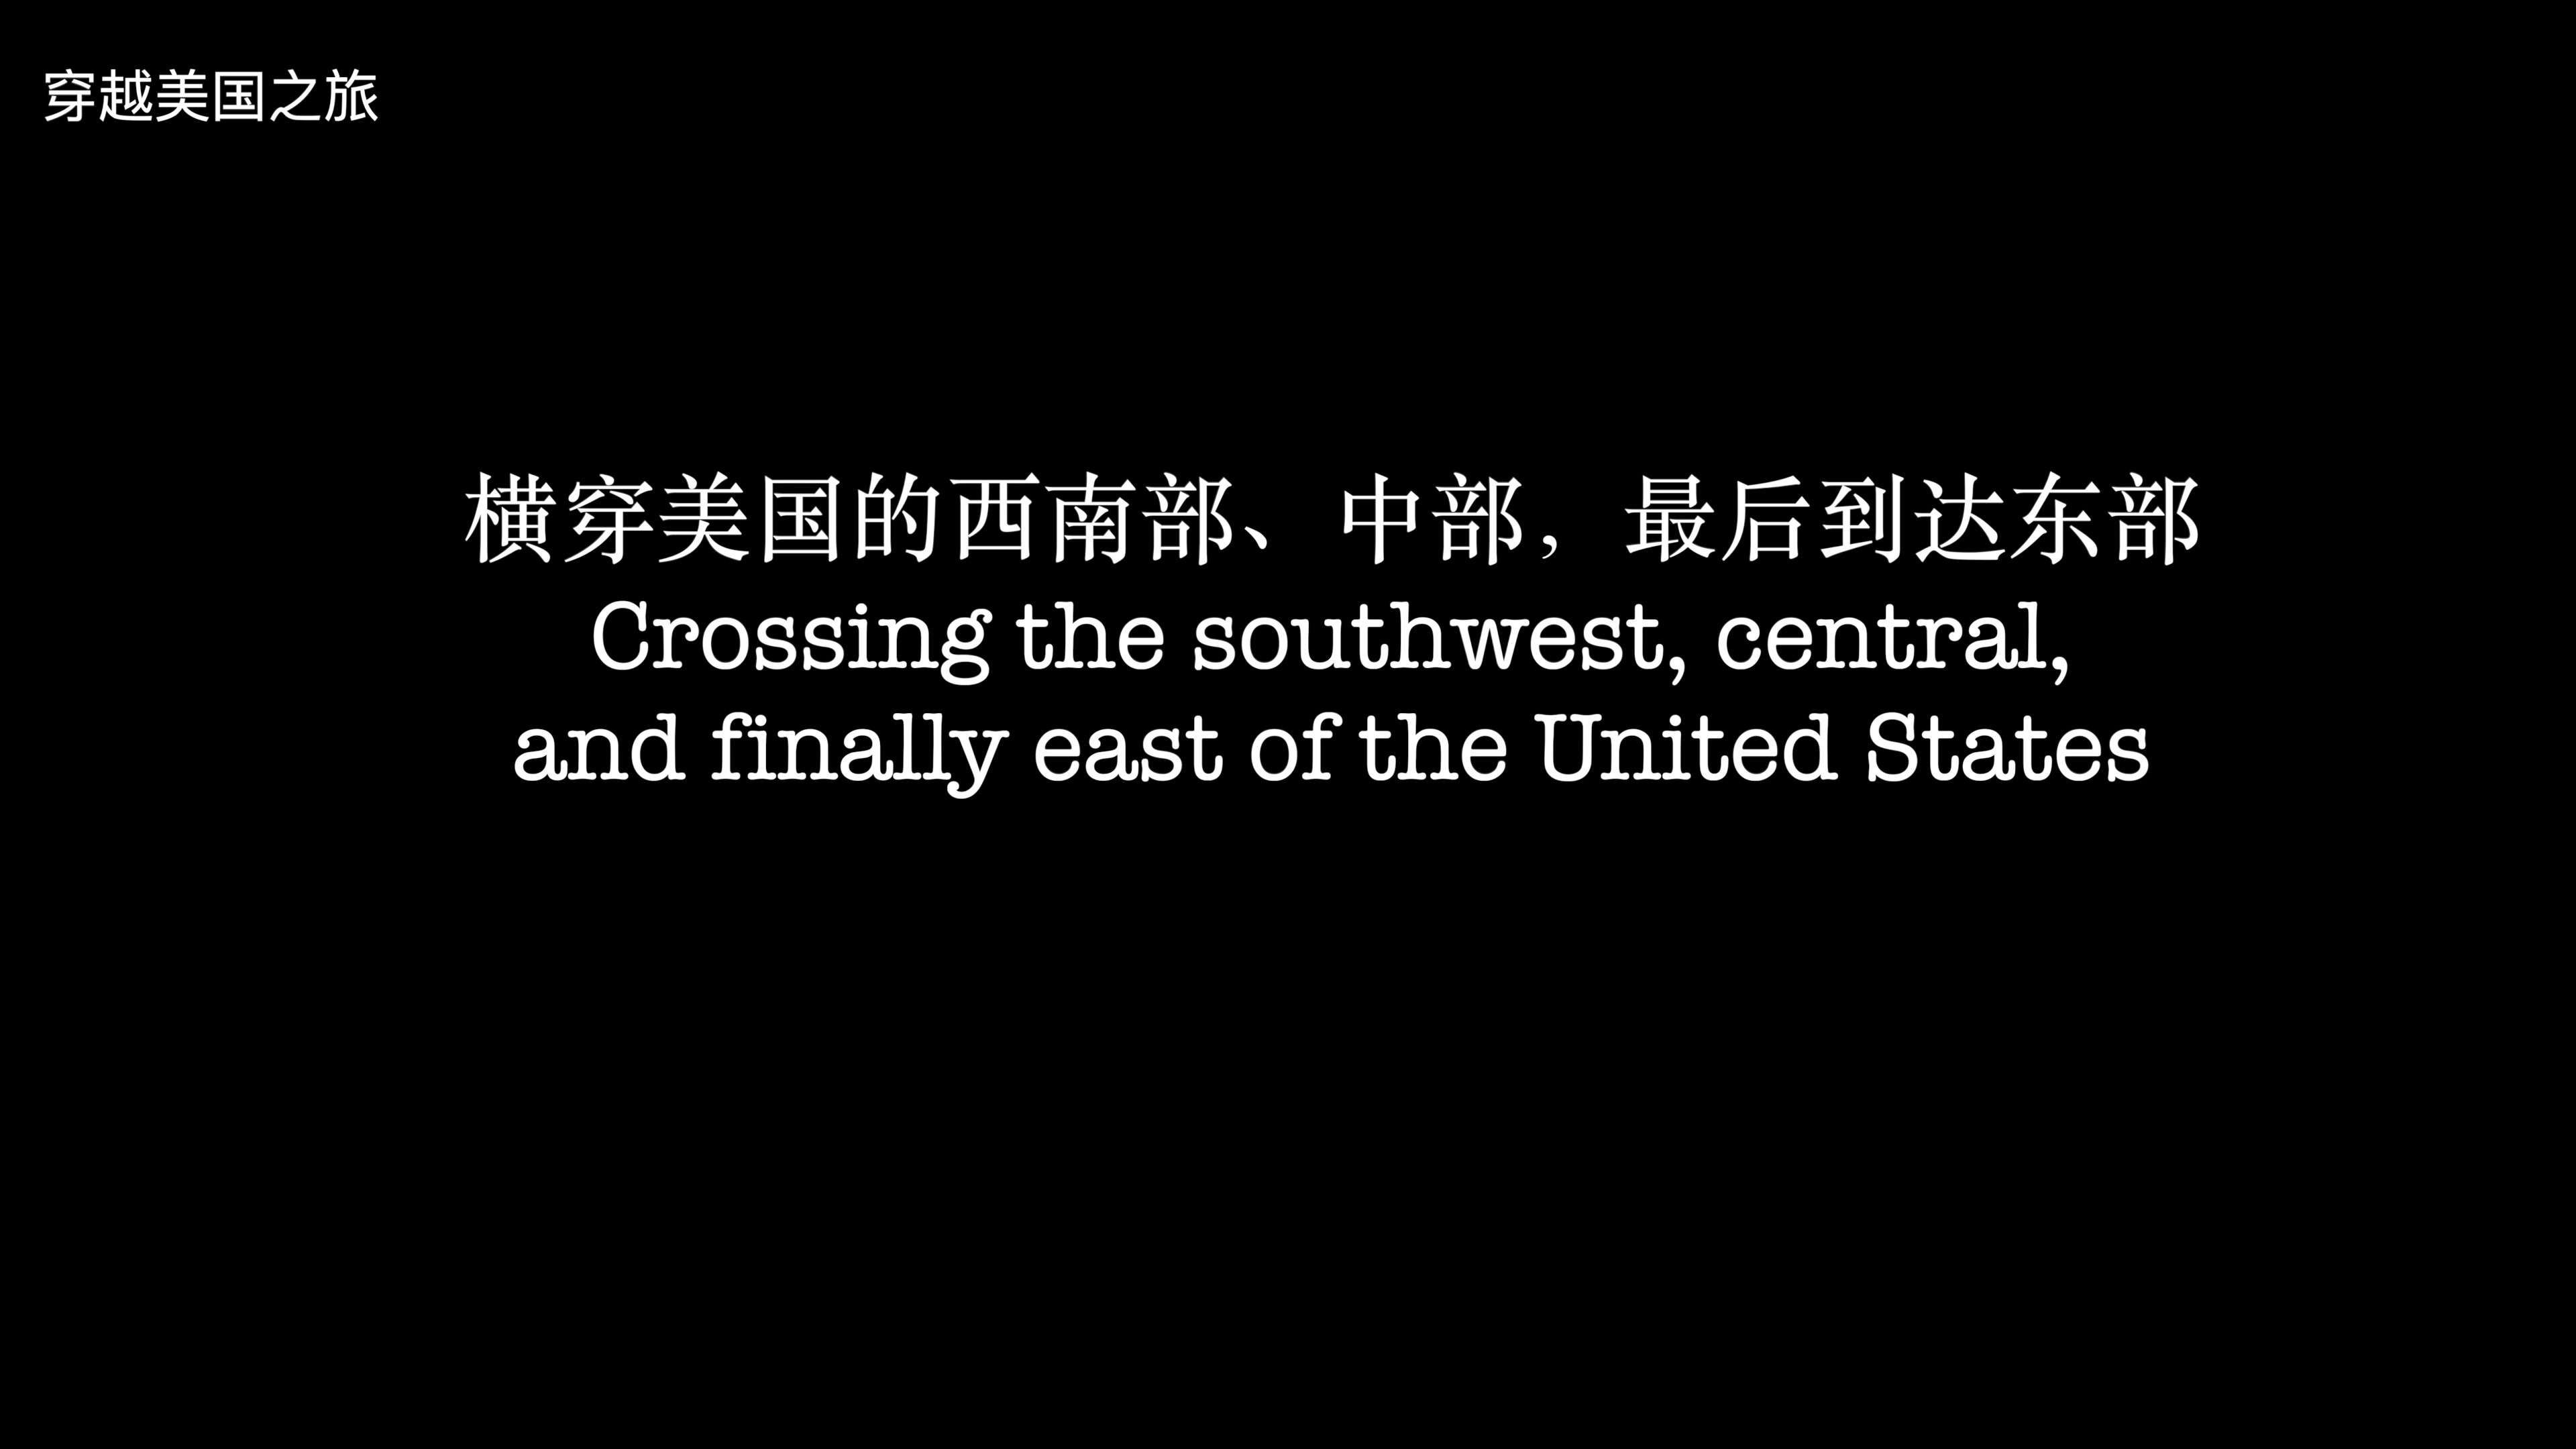 穿越美国之旅
横穿美国的西南部、中部，最后到达东部
Crossing the southwest, central,
and finally east of the United States